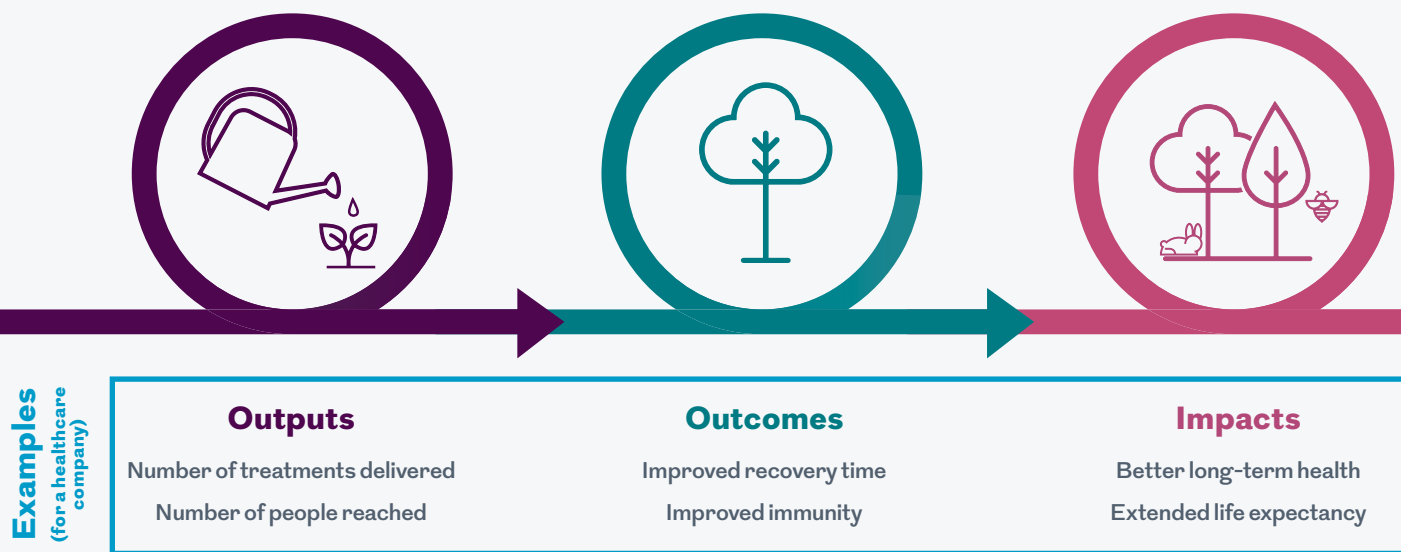 Examples
(for a healthcare
company)
Outputs
Number of treatments delivered
Number of people reached
Outcomes
Improved recovery time
Improved immunity
Impacts
Better long-term health
Extended life expectancy